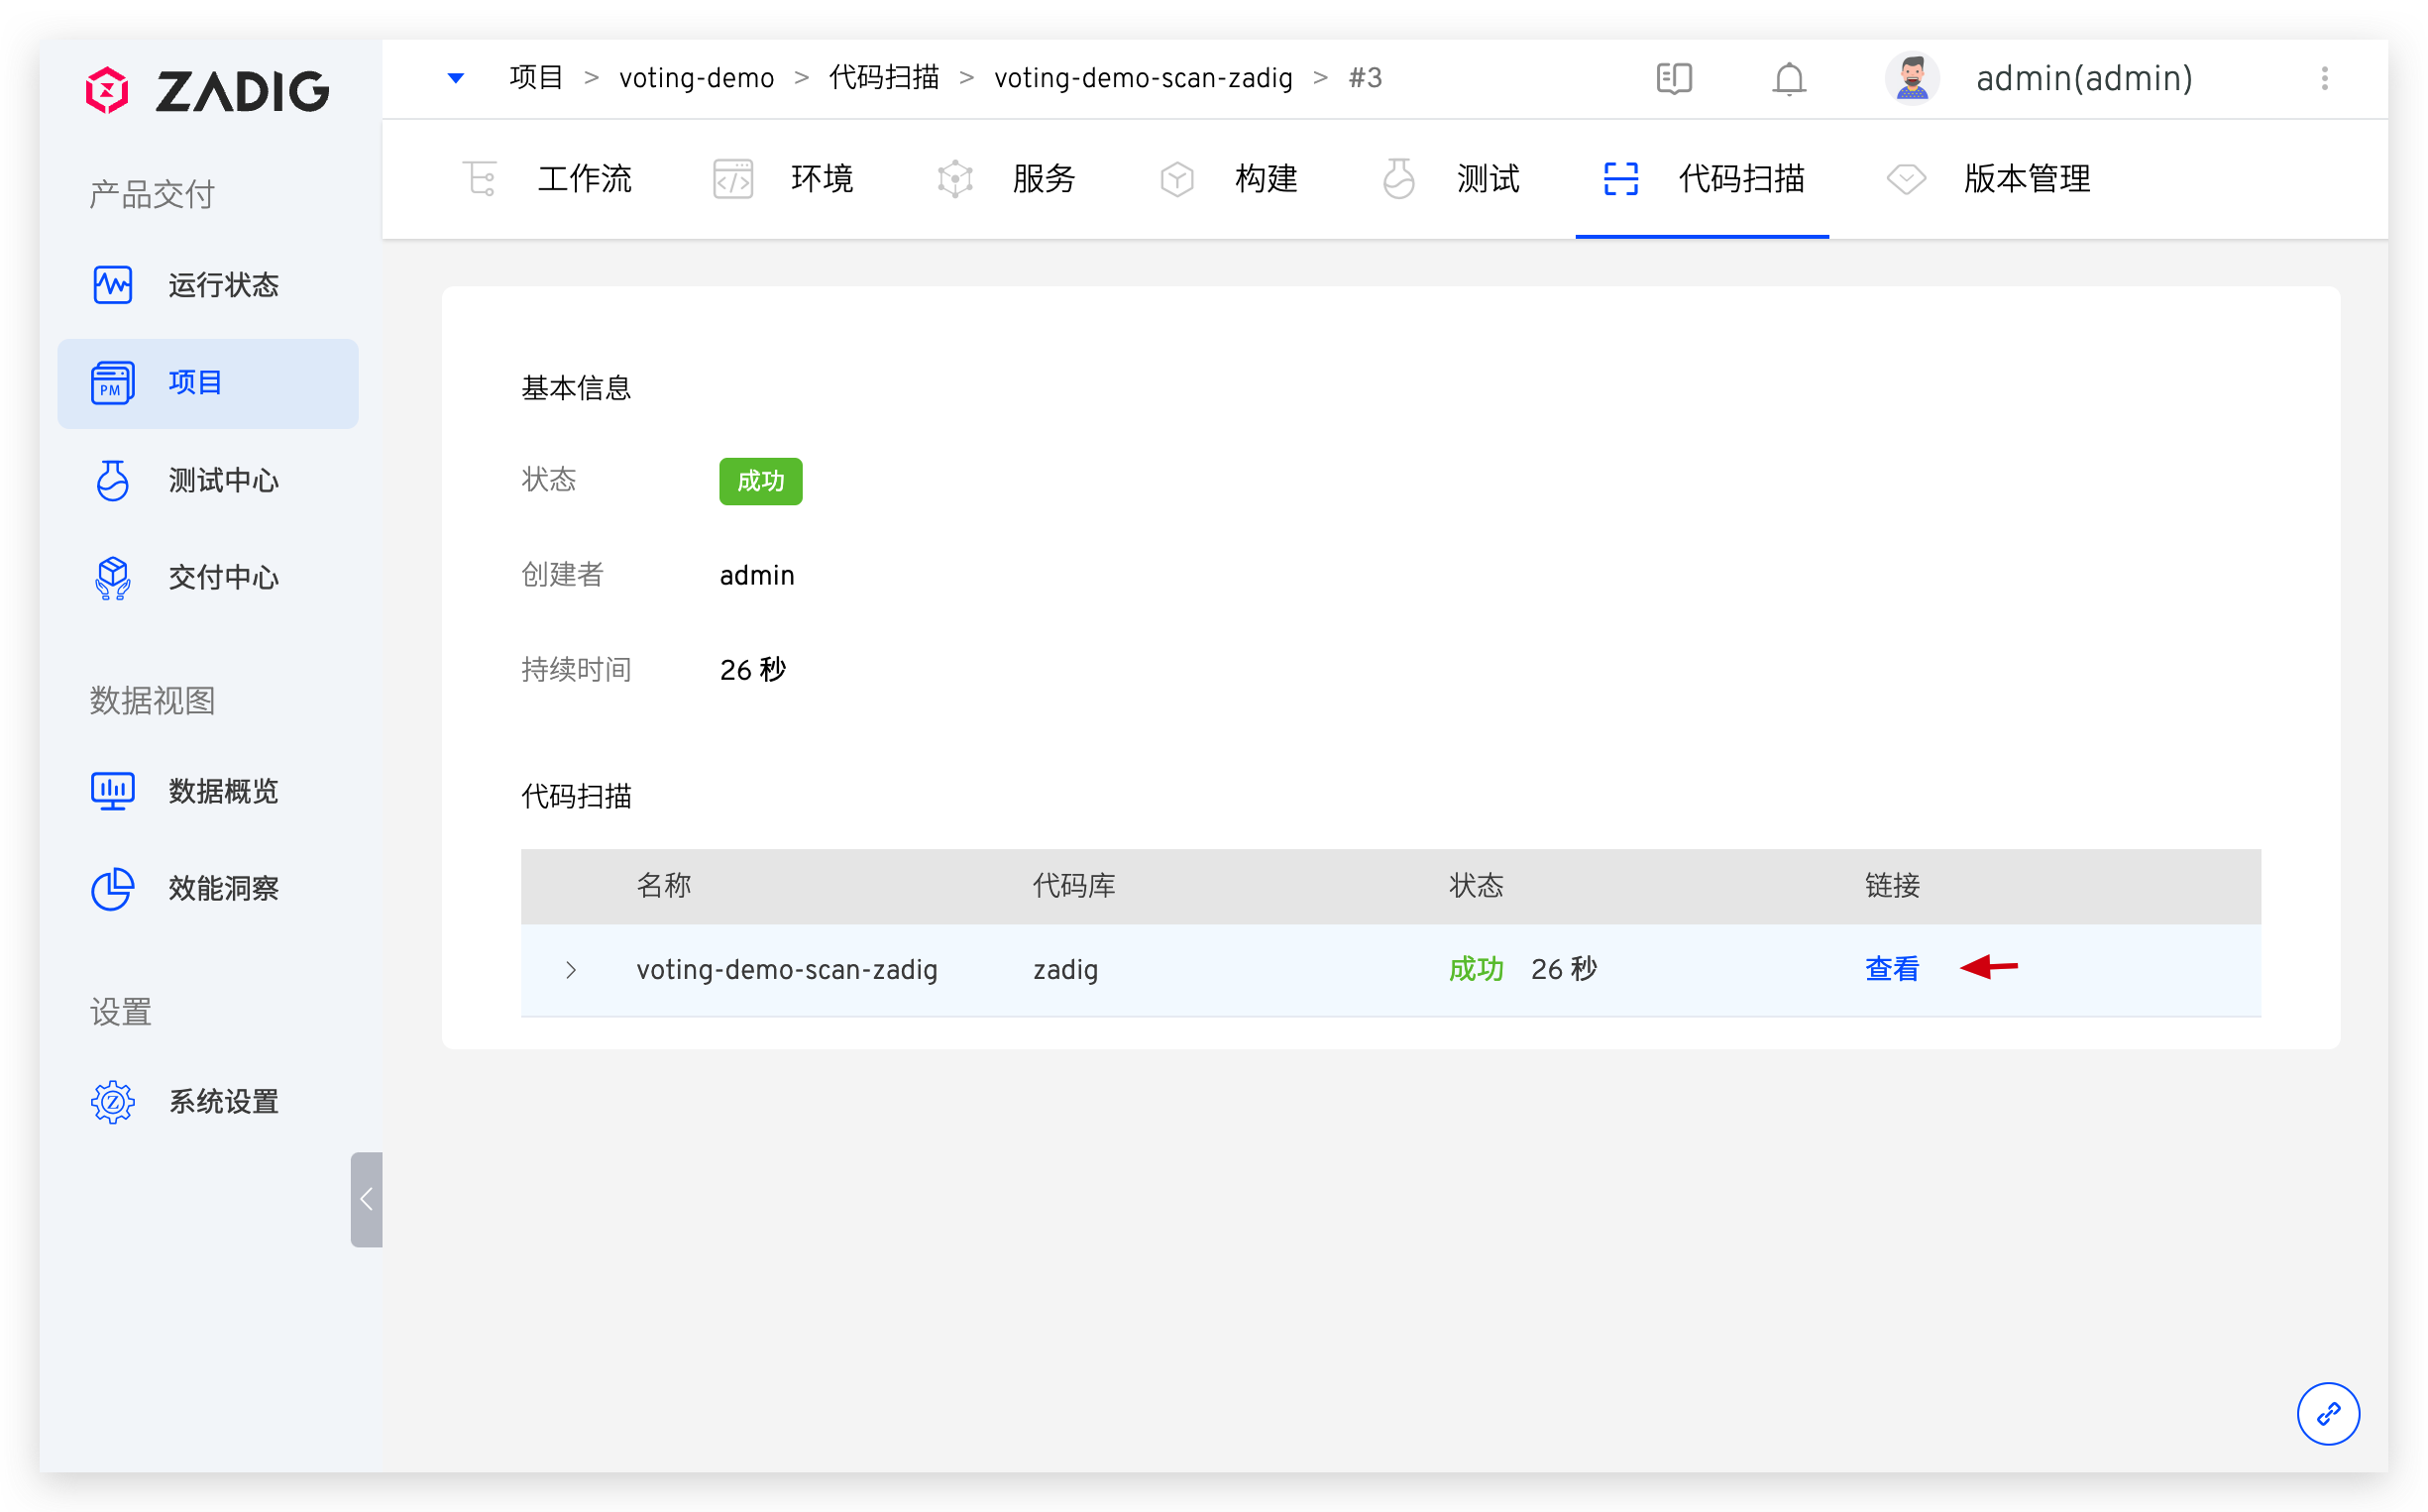 ZADIG
项目 > voting-demo > 代码扫描 > voting-demo-scan-zadig > #3
admin(admin)
工作流 环境 服务 构建 测试 代码扫描 版本管理
产品交付
运行状态
PM
项目
测试中心
交付中心
数据视图
数据概览
效能洞察
设置
Z
系统设置
基本信息
状态 成功
创建者 admin
持续时间 26 秒
代码扫描
名称 代码库 状态 链接
voting-demo-scan-zadig zadig 成功 26 秒 查看